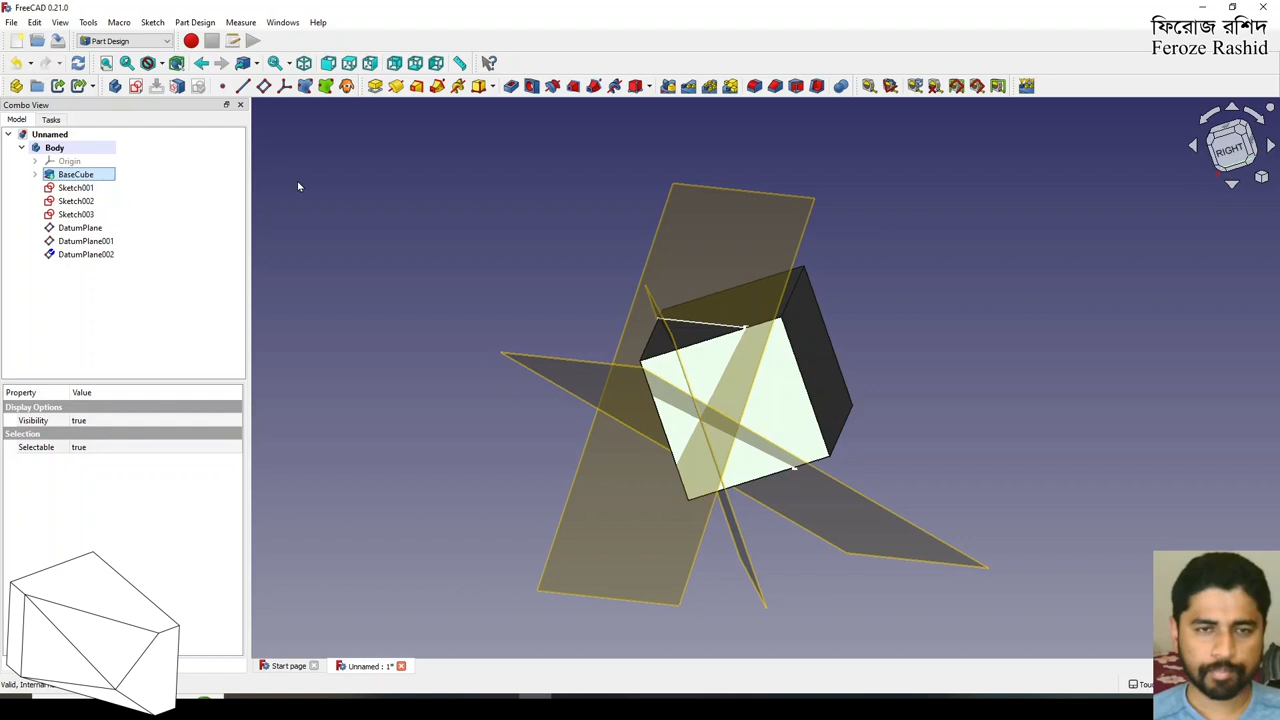 FreeCAD 0.21.0
ফিরোজ রশিদ
Feroze Rashid
File Edit View Tools Macro Sketch Part Design Measure Windows Help
Part Design
Combo View
Model Tasks
Unnamed
Body
Origin
BaseCube
Sketch001
Sketch002
Sketch003
DatumPlane
DatumPlane001
DatumPlane002
RIGHT
Property Value
Display Options
Visibility true
Selection
Selectable true
Start page Unnamed : 1*
Valid, Internal